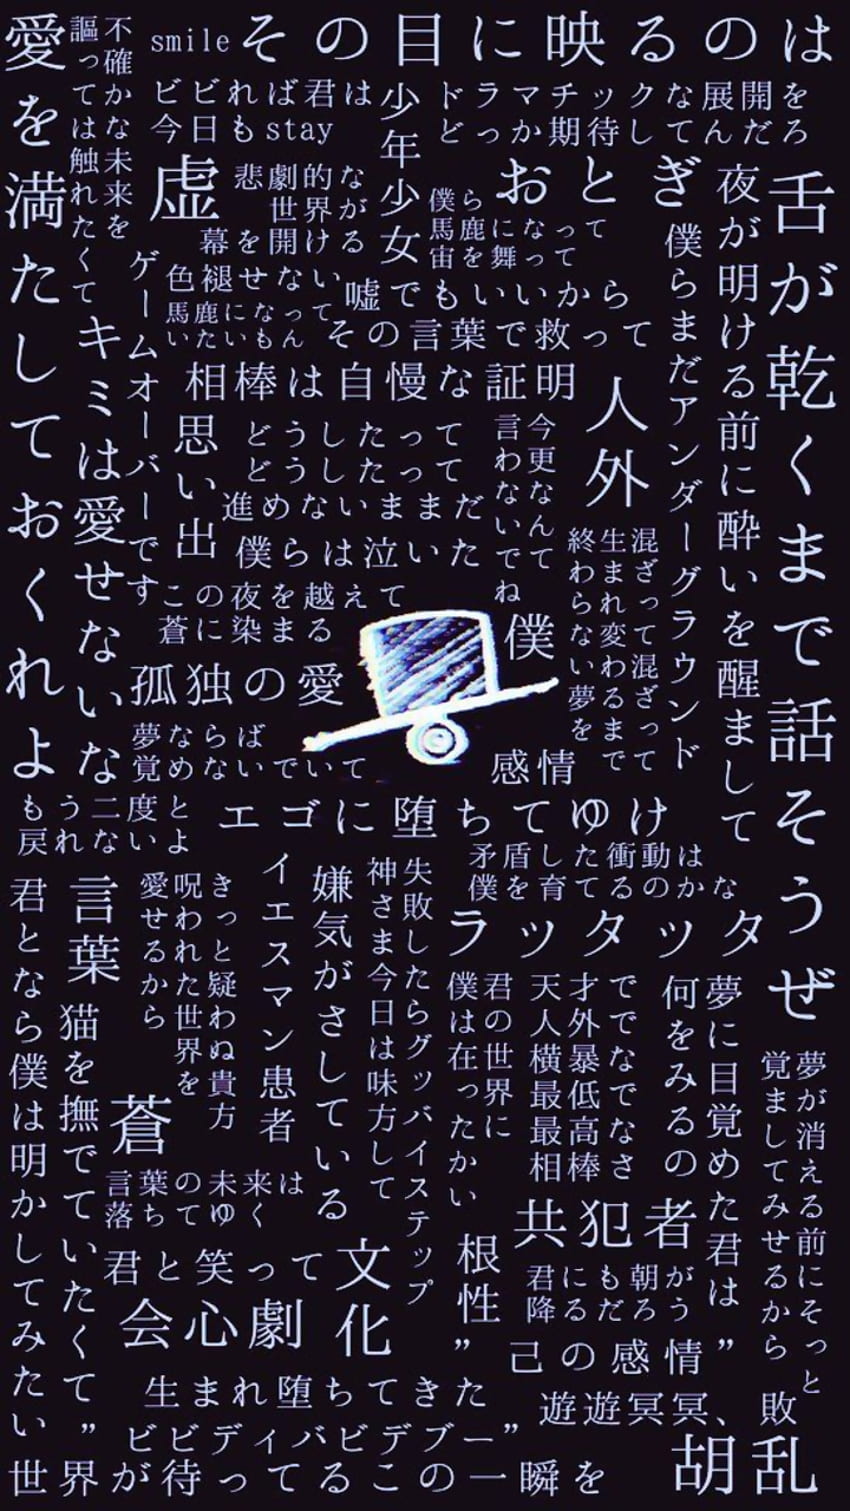 愛を満たしておくれよ
不確かな未来を
謳っては触れたくて
smile
その目に映るのは
ビビれば君は
今日もstay
少年少女
ドラマチックな展開を
どっか期待してんだろ
虚
悲劇的な
世界が
幕を開ける
おとぎ
僕らに
馬鹿になって
宙を舞って
夜が明ける前に酔いを醒まして
舌が乾くまで話そうぜ
僕らまだアンダーグラウンド
ゲームオーバーです
色褪せない
馬鹿になって
いたいもん
嘘でもいいから
その言葉で救って
キミは愛せないな
相棒は自慢な証明
人外
思い出
どうしたって
どうしたって
進めないままだ
僕らは泣いた
今更なんて
言わないでね
混ざって混ざって
生まれ変わるまで
終わらない夢を
この夜を越えて
蒼に染まる
僕
孤独の愛
夢ならば
覚めないでいて
感情
もう二度と
戻れないよ
エゴに堕ちてゆけ
矛盾した衝動は
僕を育てるのかな
君となら僕は明かしてみたい
言葉
きっと疑わぬ貴方
呪われた世界を
愛せるから
イエスマン患者
嫌気がさしている
失敗したらグッバイステップ
神さま今日は味方して
ラッタッタ
猫を撫でていたくて”
君の世界に
僕は在ったかい
ででなでなさ
才外暴低高棒
天人横最最相
夢に目覚めた君は
何をみるの
夢が消える前にそっと
覚ましてみせるから
蒼
言葉の未来は
落ちてゆく
共犯者
根性”
君にも朝が
降るだろう
君と笑って
文化
会心劇
己の感情”
生まれ堕ちてきた
遊遊冥冥、
敗
ビビディバビデブー”
胡乱
世界が待ってるこの一瞬を